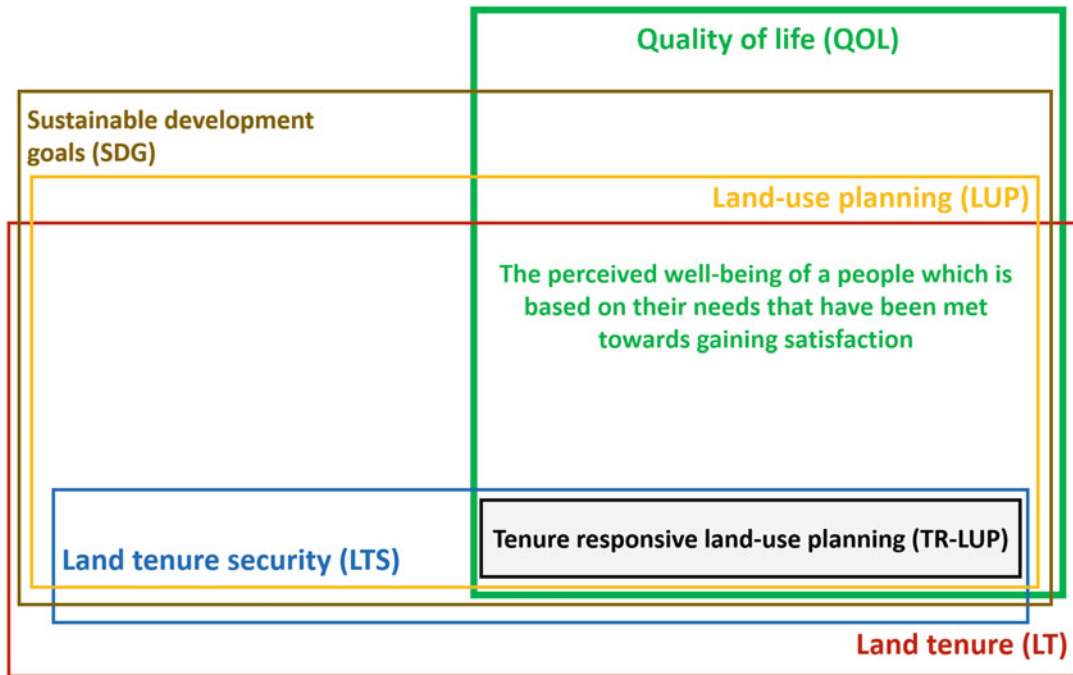 Quality of life (QOL)
Sustainable development
goals (SDG)
Land-use planning (LUP)
The perceived well-being of a people which is
based on their needs that have been met
towards gaining satisfaction
Tenure responsive land-use planning (TR-LUP)
Land tenure security (LTS)
Land tenure (LT)